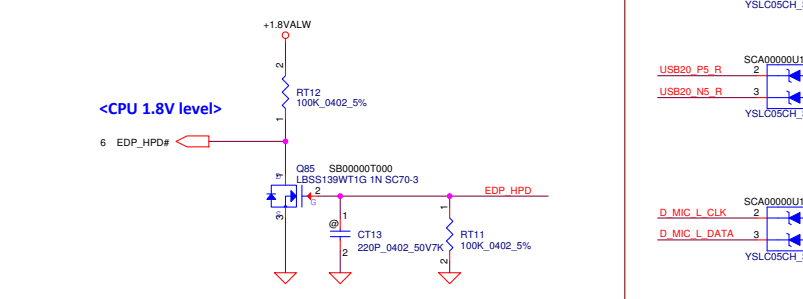 YSLC05CH_
+1.8VALW
SCA00000U1
2
USB20_P5_R
2
RT12
100K_0402_5%
USB20_N5_R
3
<CPU 1.8V level>
YSLC05CH_
1
6 EDP_HPD#
Q85 SB00000T000
LBSS139WT1G 1N SC70-3
1
D
2
EDP_HPD
G
SCA00000U1
D_MIC_L_CLK
2
3
@
1
1
CT13
220P_0402_50V7K
RT11
100K_0402_5%
D_MIC_L_DATA
3
2
2
YSLC05CH_